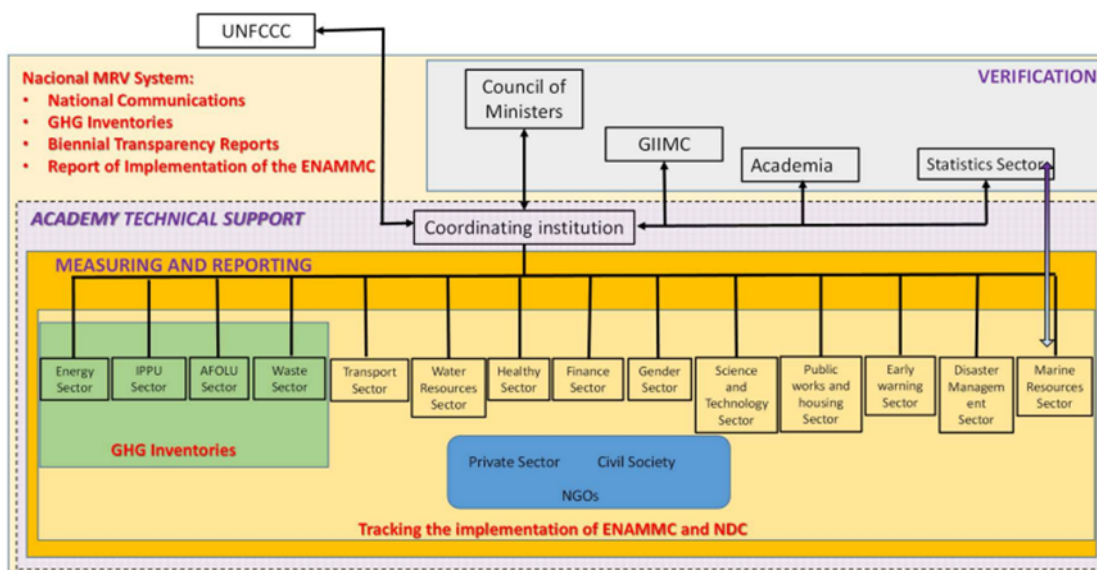 UNFCCC
Nacional MRV System:
• National Communications
• GHG Inventories
• Biennial Transparency Reports
• Report of Implementation of the ENAMMC
VERIFICATION
Council of
Ministers
GIIMC
Academia
Statistics Sector
ACADEMY TECHNICAL SUPPORT
Coordinating institution
MEASURING AND REPORTING
Energy
Sector
IPPU
Sector
AFOLU
Sector
Waste
Sector
Transport
Sector
Water
Resources
Sector
Healthy
Sector
Finance
Sector
Gender
Sector
Science
and
Technology
Sector
Public
works and
housing
Sector
Early
warning
Sector
Disaster
Managem
ent
Sector
Marine
Resources
Sector
GHG Inventories
Private Sector
Civil Society
NGOs
Tracking the implementation of ENAMMC and NDC